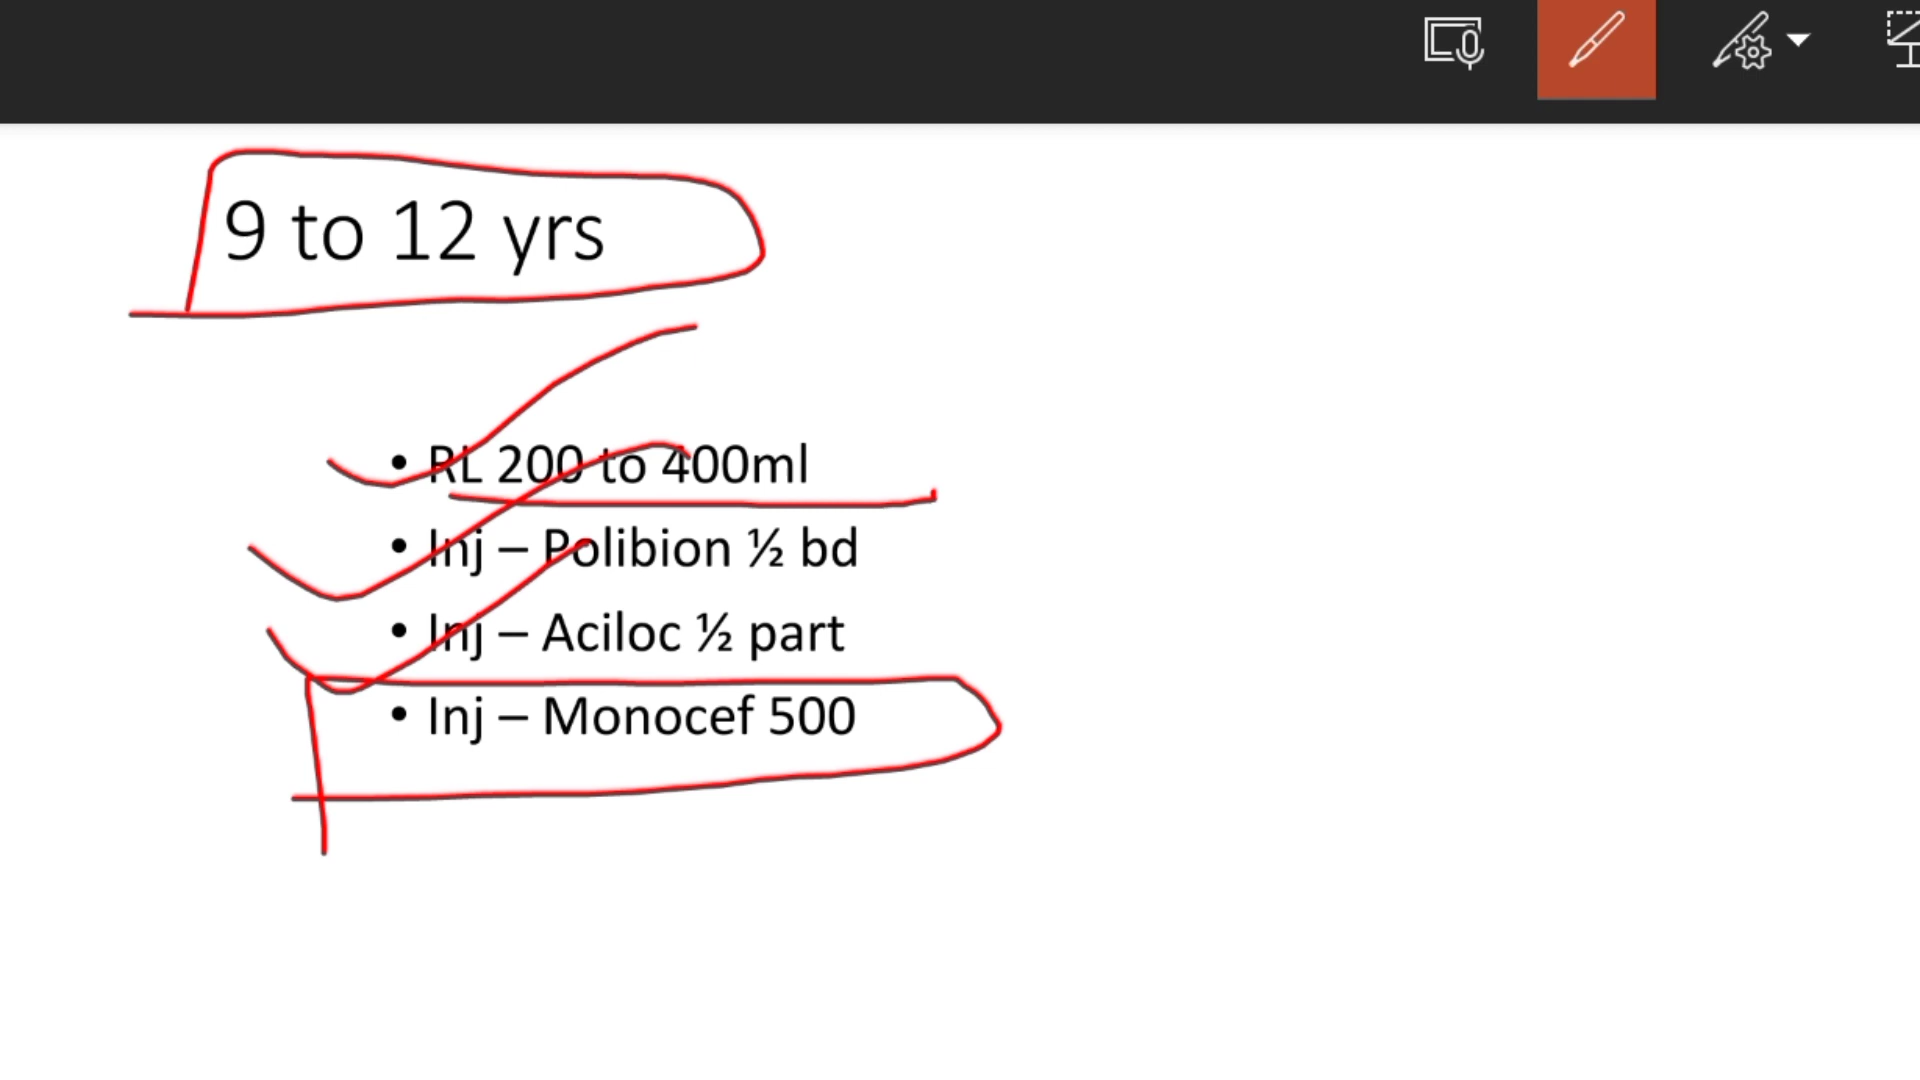 9 to 12 yrs
• RL 200 to 400ml
• Inj – Polibion ½ bd
• Inj – Aciloc ½ part
• Inj – Monocef 500